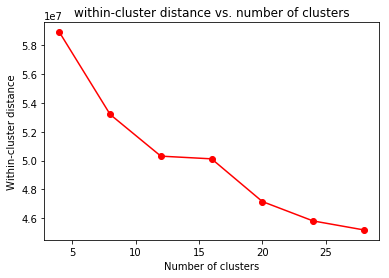 within-cluster distance vs. number of clusters
1e7
5.8
5.6
5.4
5.2
5.0
4.8
4.6
Within-cluster distance
5 10 15 20 25
Number of clusters